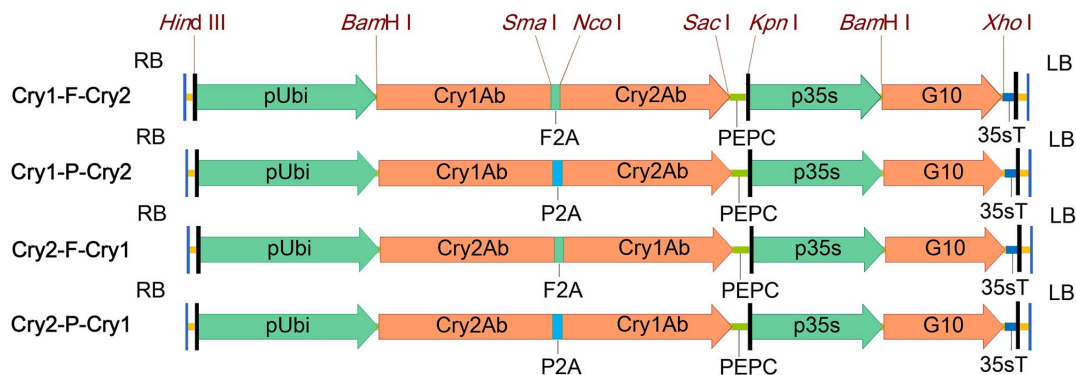 Hind III BamH I Sma I Nco I Sac I Kpn I BamH I Xho I
RB LB
Cry1-F-Cry2 pUbi Cry1Ab Cry2Ab p35s G10
F2A PEPC 35sT
RB LB
Cry1-P-Cry2 pUbi Cry1Ab Cry2Ab p35s G10
P2A PEPC 35sT
RB LB
Cry2-F-Cry1 pUbi Cry2Ab Cry1Ab p35s G10
F2A PEPC 35sT
RB LB
Cry2-P-Cry1 pUbi Cry2Ab Cry1Ab p35s G10
P2A PEPC 35sT